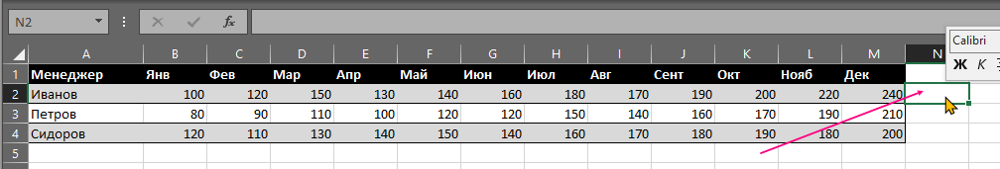 N2 fx
A B C D E F G H I J K L M N
Calibri
Ж К
1 Менеджер Янв Фев Мар Апр Май Июн Июл Авг Сент Окт Нояб Дек
2 Иванов 100 120 150 130 140 160 180 170 190 200 220 240
3 Петров 80 90 110 100 120 120 150 140 160 170 190 210
4 Сидоров 120 110 130 140 150 140 160 170 180 190 180 200
5